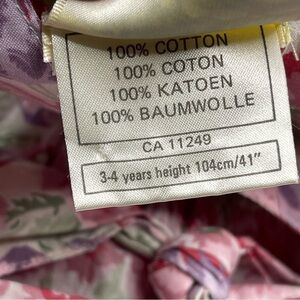 100% COTTON
100% COTON
100% KATOEN
100% BAUMWOLLE
CA 11249
3-4 years height 104cm/41"